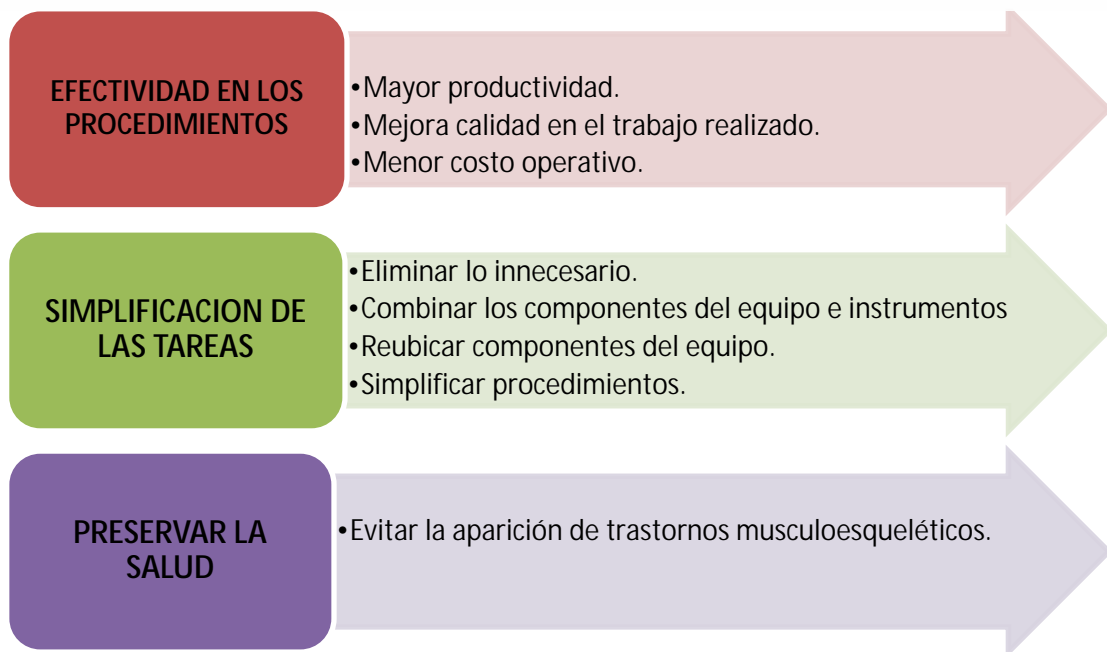 EFECTIVIDAD EN LOS
PROCEDIMIENTOS
•Mayor productividad.
•Mejora calidad en el trabajo realizado.
•Menor costo operativo.
SIMPLIFICACION DE
LAS TAREAS
•Eliminar lo innecesario.
•Combinar los componentes del equipo e instrumentos
•Reubicar componentes del equipo.
•Simplificar procedimientos.
PRESERVAR LA
SALUD
•Evitar la aparición de trastornos musculoesqueléticos.